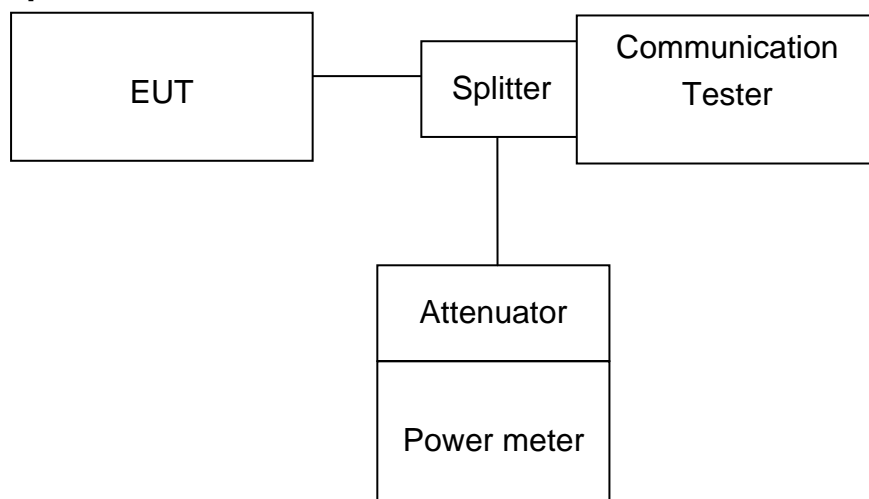 EUT
Splitter
Communication
Tester
Attenuator
Power meter